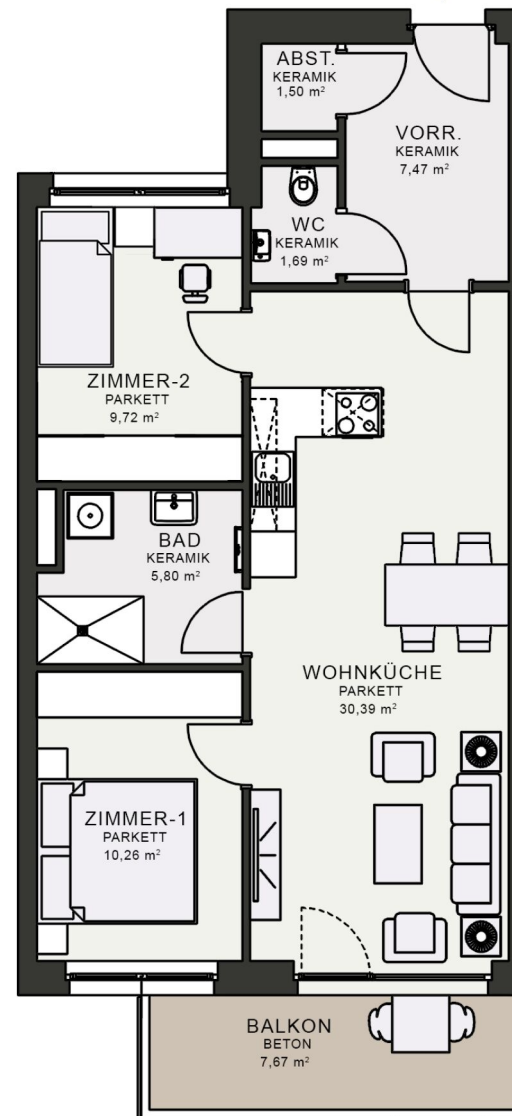 ABST.
KERAMIK
1,50 m²
VORR.
KERAMIK
7,47 m²
WC
KERAMIK
1,69 m²
ZIMMER-2
PARKETT
9,72 m²
BAD
KERAMIK
5,80 m²
WOHNKÜCHE
PARKETT
30,39 m²
ZIMMER-1
PARKETT
10,26 m²
BALKON
BETON
7,67 m²